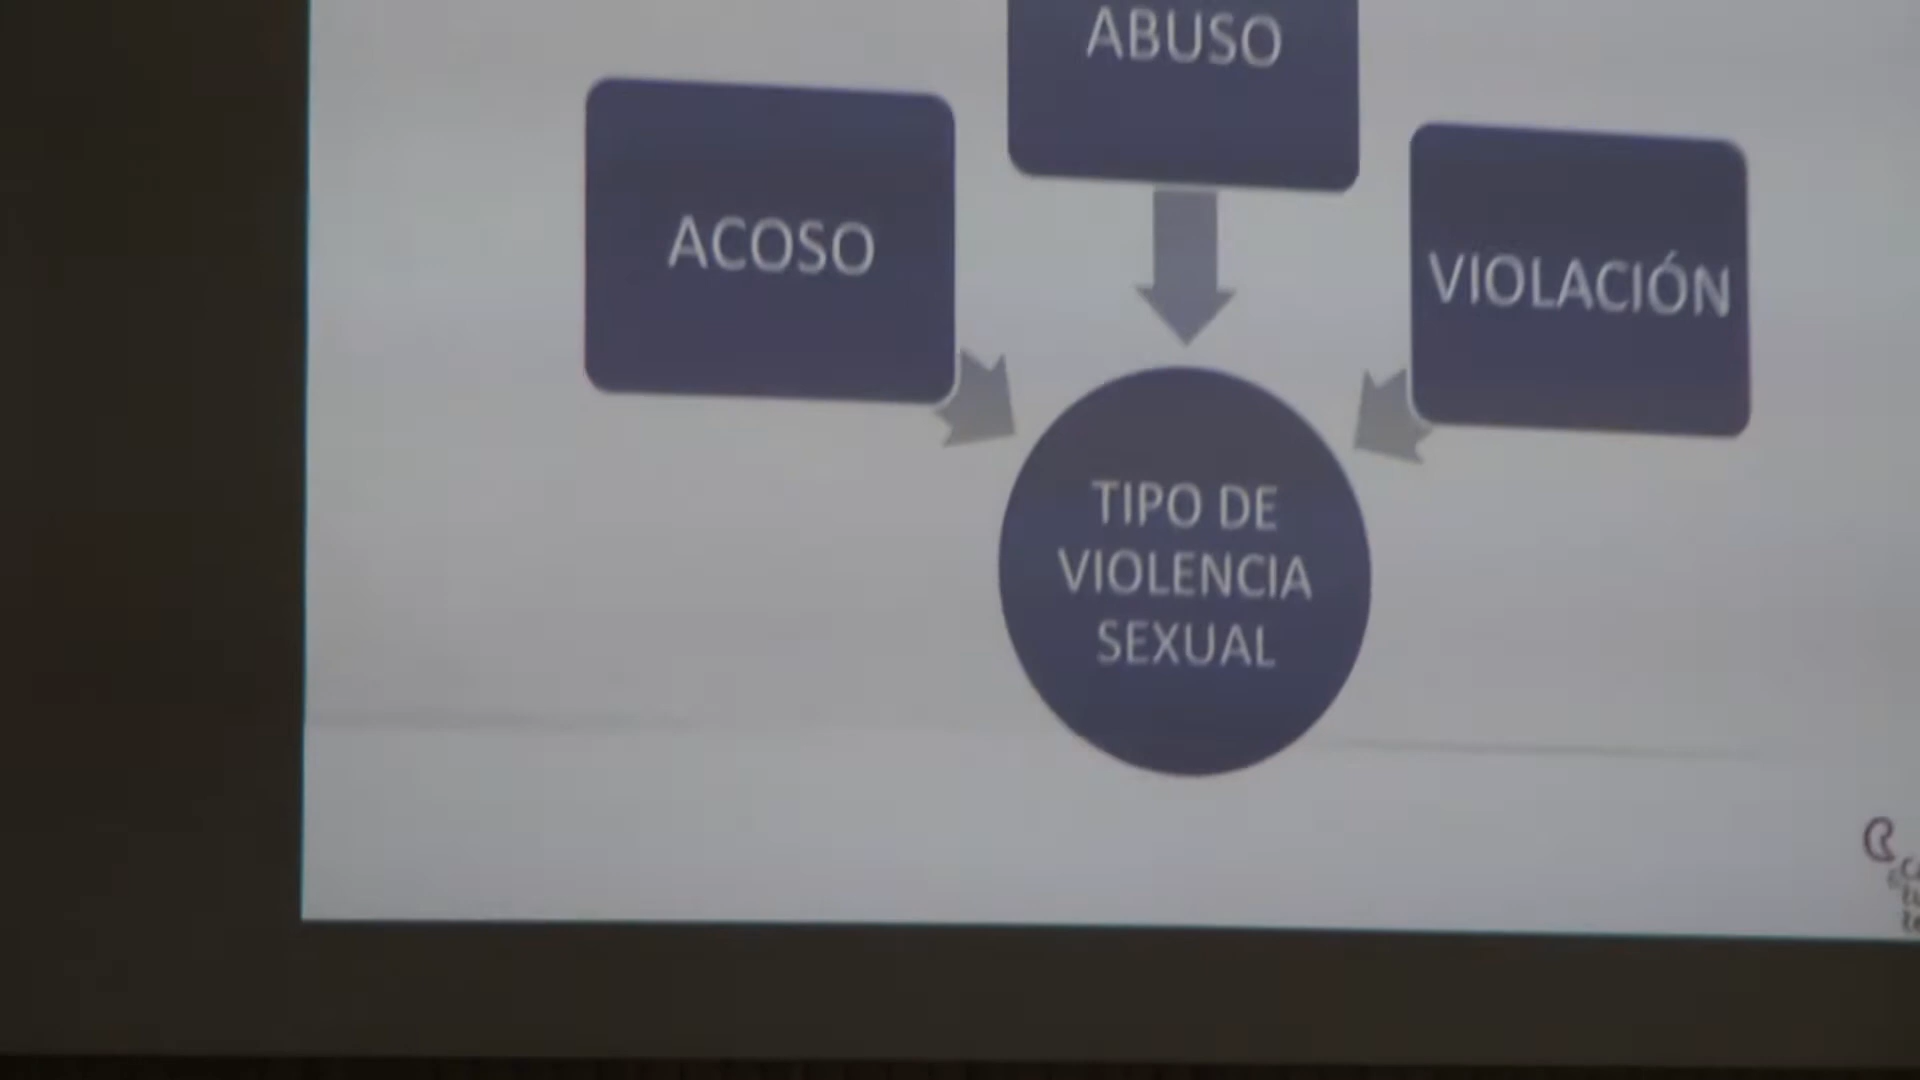 ABUSO
ACOSO
VIOLACIÓN
TIPO DE
VIOLENCIA
SEXUAL